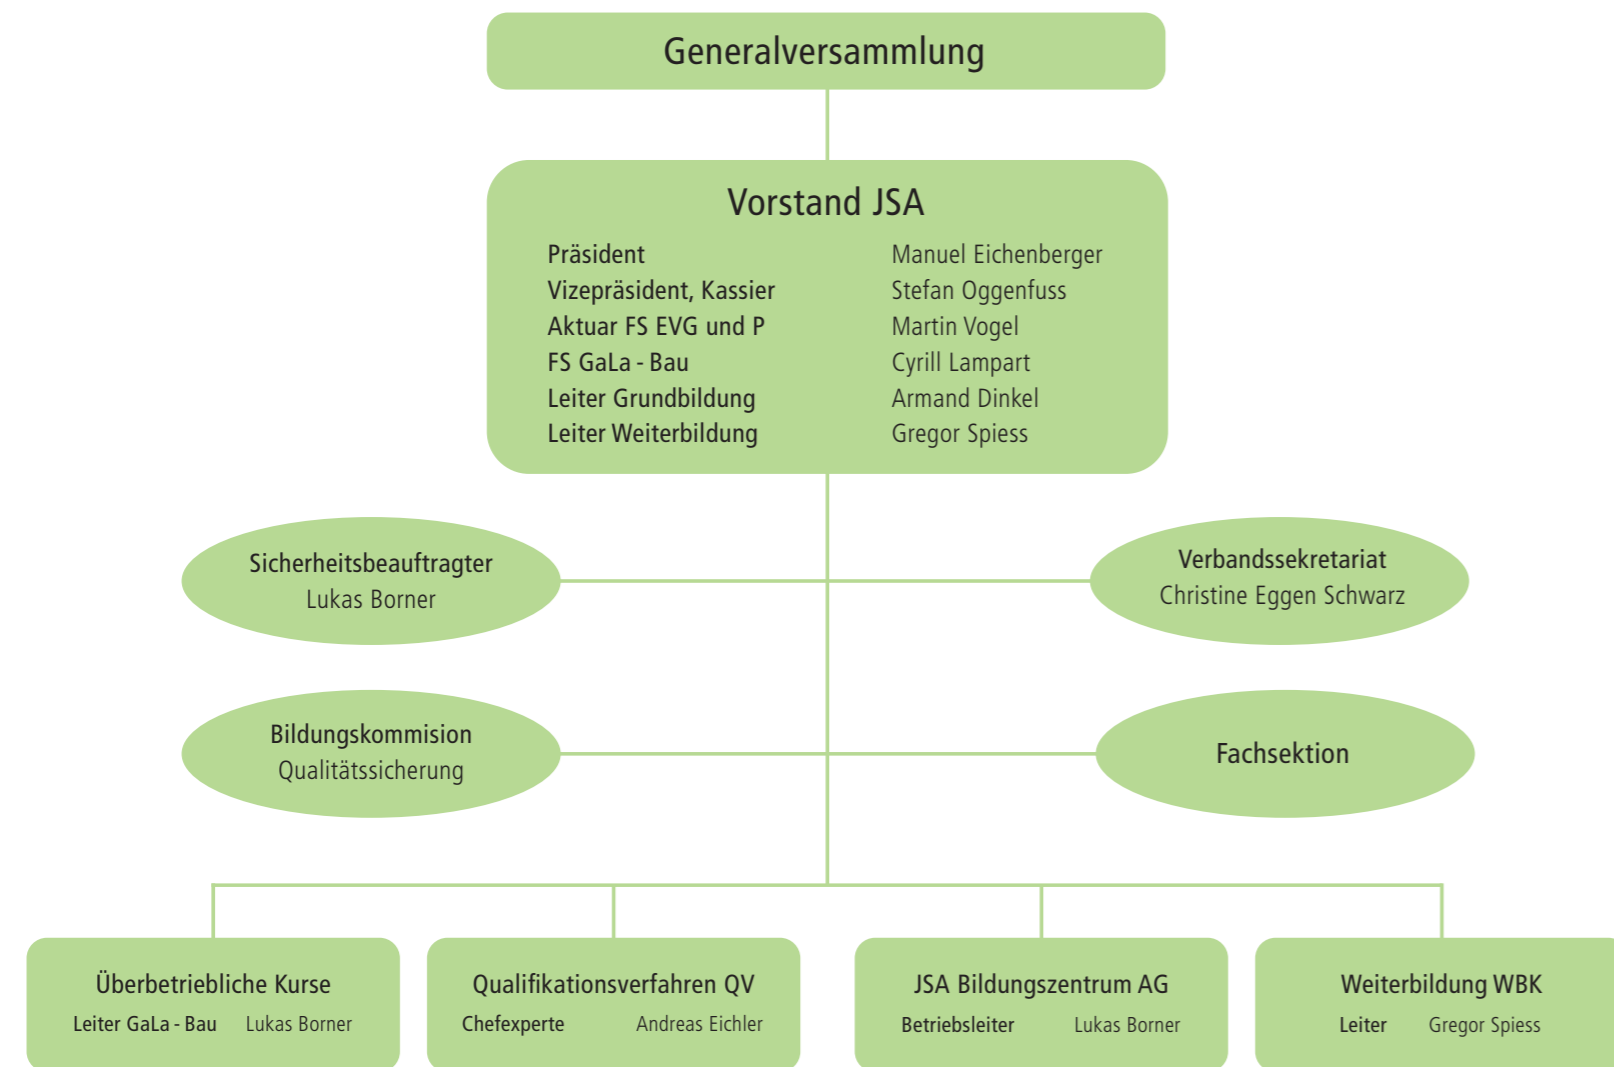 Generalversammlung
Vorstand JSA
Präsident Manuel Eichenberger
Vizepräsident, Kassier Stefan Oggenfuss
Aktuar FS EVG und P Martin Vogel
FS GaLa - Bau Cyrill Lampart
Leiter Grundbildung Armand Dinkel
Leiter Weiterbildung Gregor Spiess
Sicherheitsbeauftragter
Lukas Borner
Verbandssekretariat
Christine Eggen Schwarz
Bildungskommision
Qualitätssicherung
Fachsektion
Überbetriebliche Kurse
Leiter GaLa - Bau Lukas Borner
Qualifikationsverfahren QV
Chefexperte Andreas Eichler
JSA Bildungszentrum AG
Betriebsleiter Lukas Borner
Weiterbildung WBK
Leiter Gregor Spiess